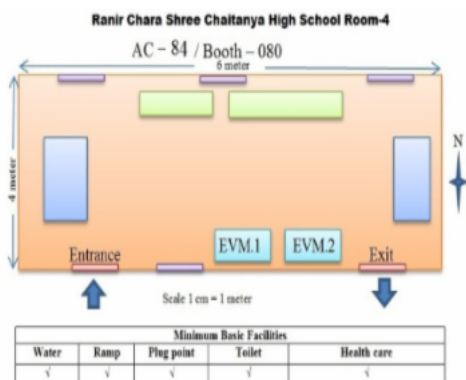 Ranir Chara Shree Chaitanya High School Room-4
AC - 84 / Booth - 080
6 meter
4 meter
N
EVM.1 EVM.2
Entrance Exit
Scale 1 cm = 1 meter
Minimum Basic Facilities
Water Ramp Plug point Toilet Health care
√ √ √ √ √